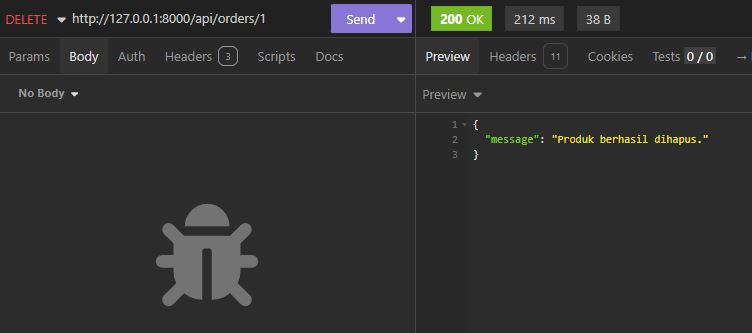 DELETE http://127.0.0.1:8000/api/orders/1 Send 200 OK 212 ms 38 B
Params Body Auth Headers 3 Scripts Docs Preview Headers 11 Cookies Tests 0 / 0 →
No Body Preview
1 {
2 "message": "Produk berhasil dihapus."
3 }